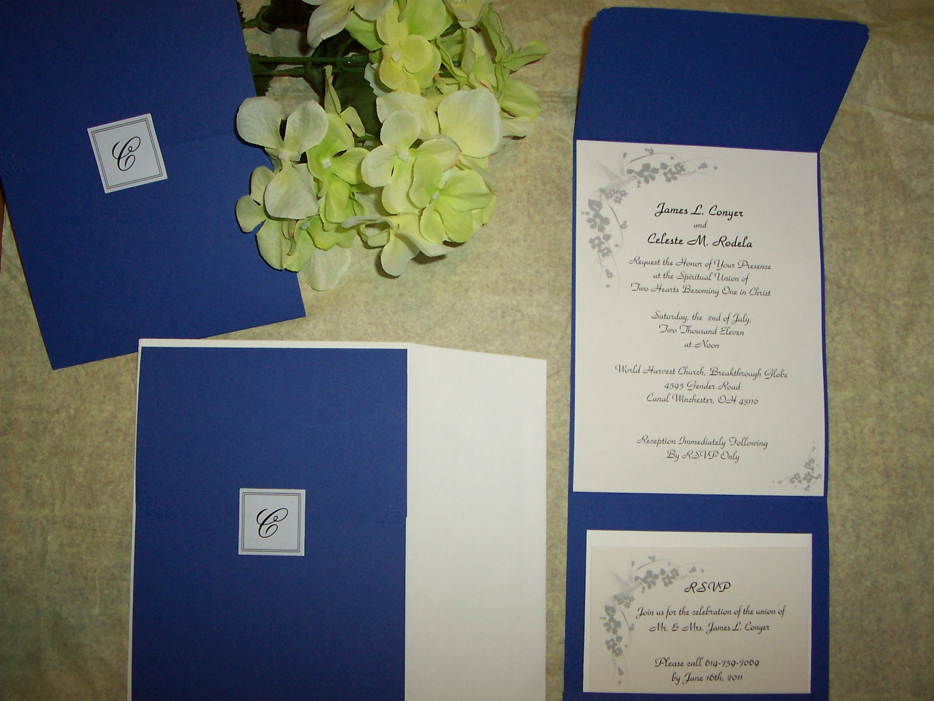 C
C
James L. Conyer
and
Celeste M. Rodela
Request the Honor of Your Presence
at the Spiritual Union of
Two Hearts Becoming One in Christ
Saturday, the 2nd of July,
Two Thousand Eleven
at Noon
World Harvest Church, Breakthrough Globe
4595 Gender Road
Canal Winchester, OH 43110
Reception Immediately Following
By RSVP Only
RSVP
Join us for the celebration of the union of
Mr. & Mrs. James L. Conyer
Please call 614-759-7069
by June 16th, 2011